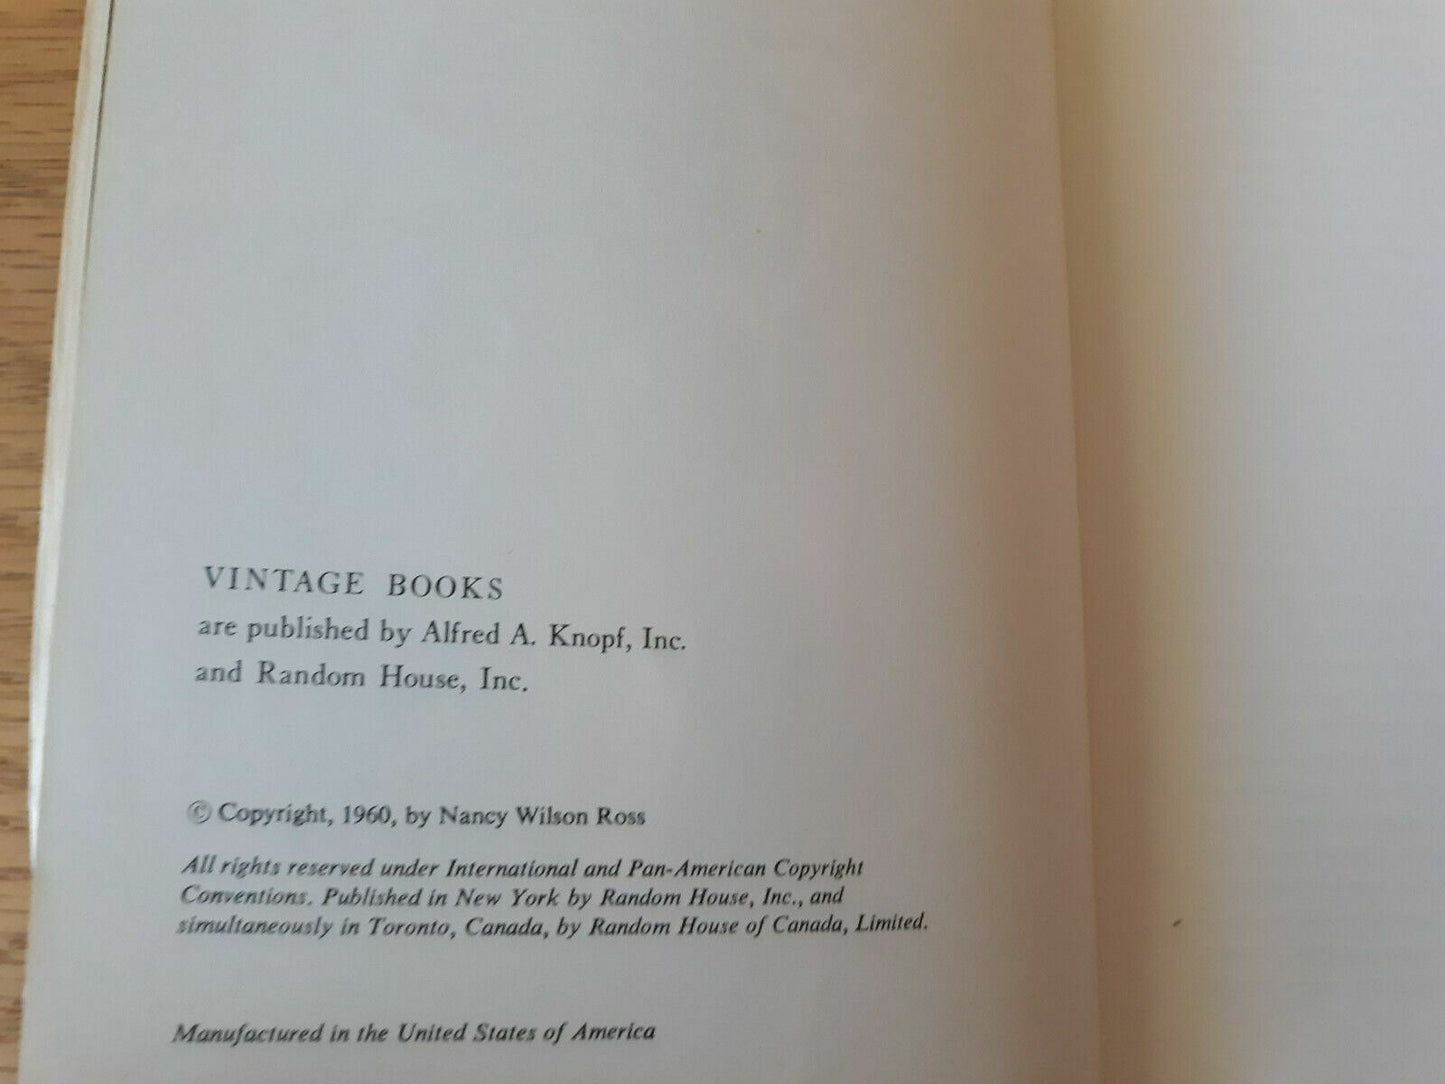 VINTAGE BOOKS
are published by Alfred A. Knopf, Inc.
and Random House, Inc.
© Copyright, 1960, by Nancy Wilson Ross
All rights reserved under International and Pan-American Copyright
Conventions. Published in New York by Random House, Inc., and
simultaneously in Toronto, Canada, by Random House of Canada, Limited.
Manufactured in the United States of America